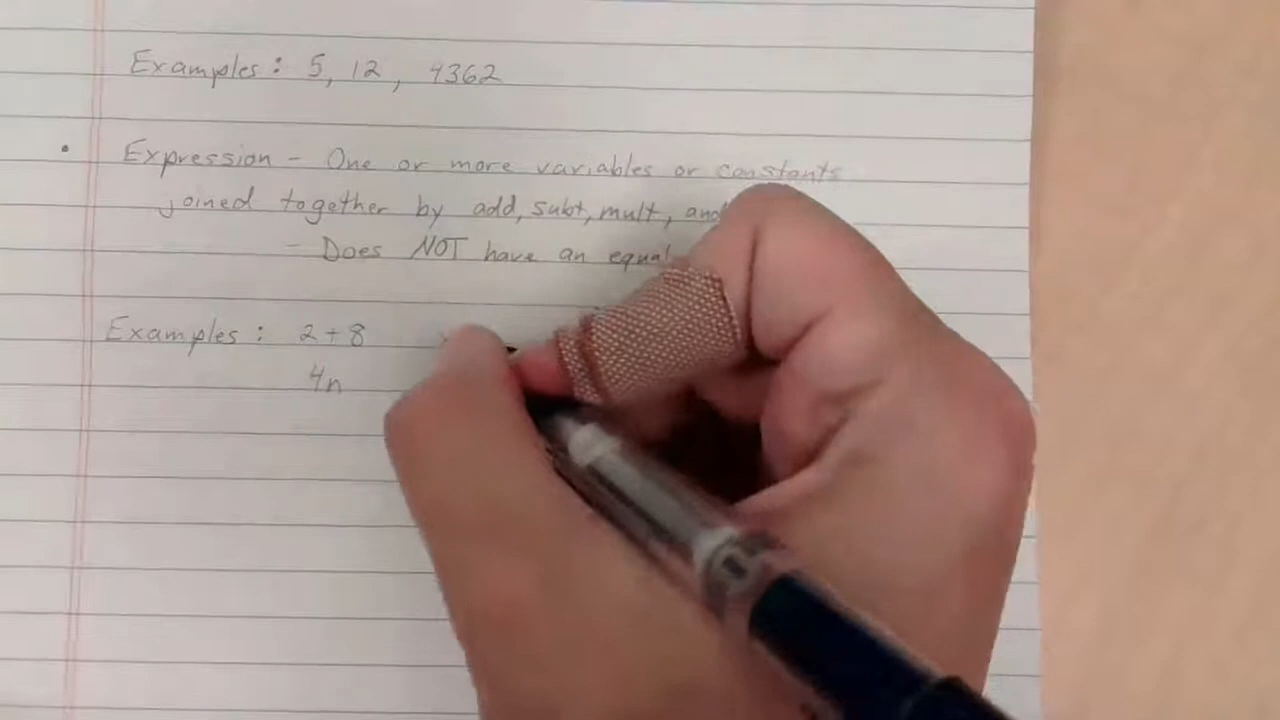 Examples: 5, 12, 4362
• Expression - One or more variables or constants
joined together by add, subt, mult, and
- Does NOT have an equal
Examples: 2+8
4n